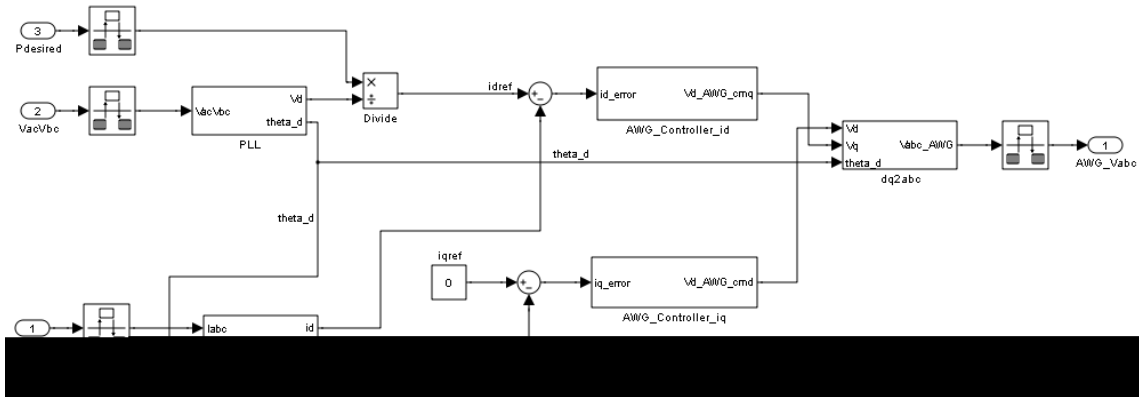 3
Pdesired
2
VacVbc
VacVbc
Vd
theta_d
PLL
×
÷
Divide
idref
+
-
id_error
Vd_AWG_cmq
AWG_Controller_id
theta_d
theta_d
Vd
Vq
theta_d
Vabc_AWG
dq2abc
1
AWG_Vabc
iqref
0
+
-
iq_error
Vd_AWG_cmd
AWG_Controller_iq
1
Iabc
id